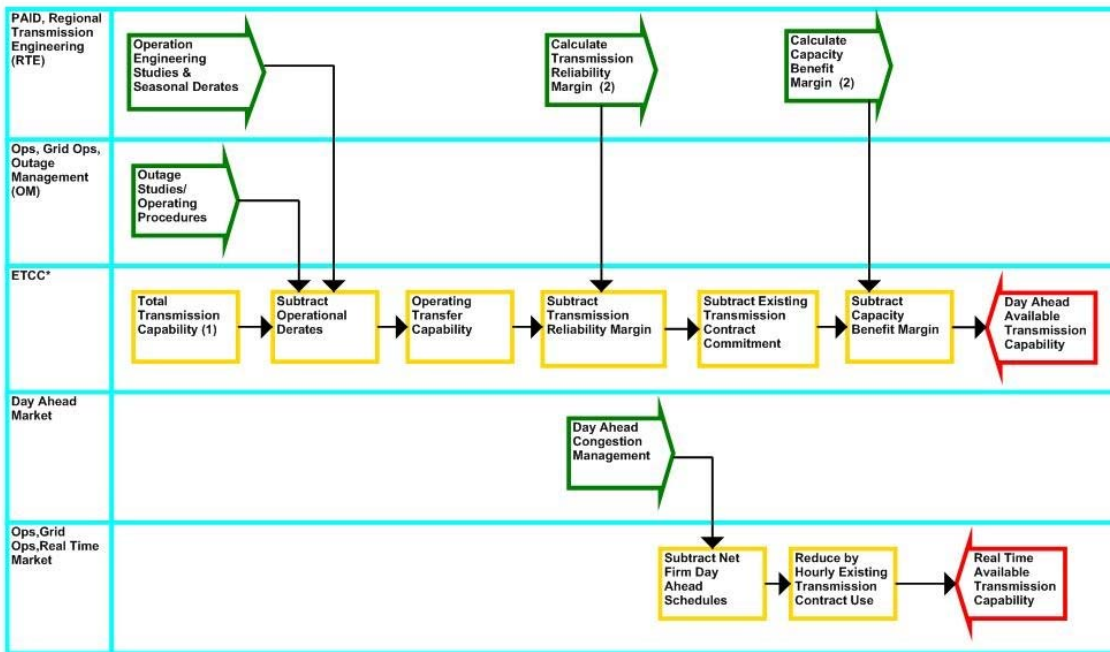 PAID, Regional
Transmission
Engineering
(RTE)
Operation
Engineering
Studies &
Seasonal Derates
Calculate
Transmission
Reliability
Margin (2)
Calculate
Capacity
Benefit
Margin (2)
Ops, Grid Ops,
Outage
Management
(OM)
Outage
Studies/
Operating
Procedures
ETCC*
Total
Transmission
Capability (1)
Subtract
Operational
Derates
Operating
Transfer
Capability
Subtract
Transmission
Reliability Margin
Subtract Existing
Transmission
Contract
Commitment
Subtract
Capacity
Benefit Margin
Day Ahead
Available
Transmission
Capability
Day Ahead
Market
Day Ahead
Congestion
Management
Ops,Grid
Ops,Real Time
Market
Subtract Net
Firm Day
Ahead
Schedules
Reduce by
Hourly Existing
Transmission
Contract Use
Real Time
Available
Transmission
Capability